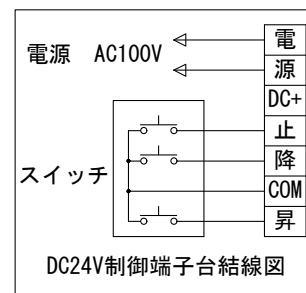 電源 AC100V
電
源
DC+
止
降
COM
昇
スイッチ
DC24V制御端子台結線図